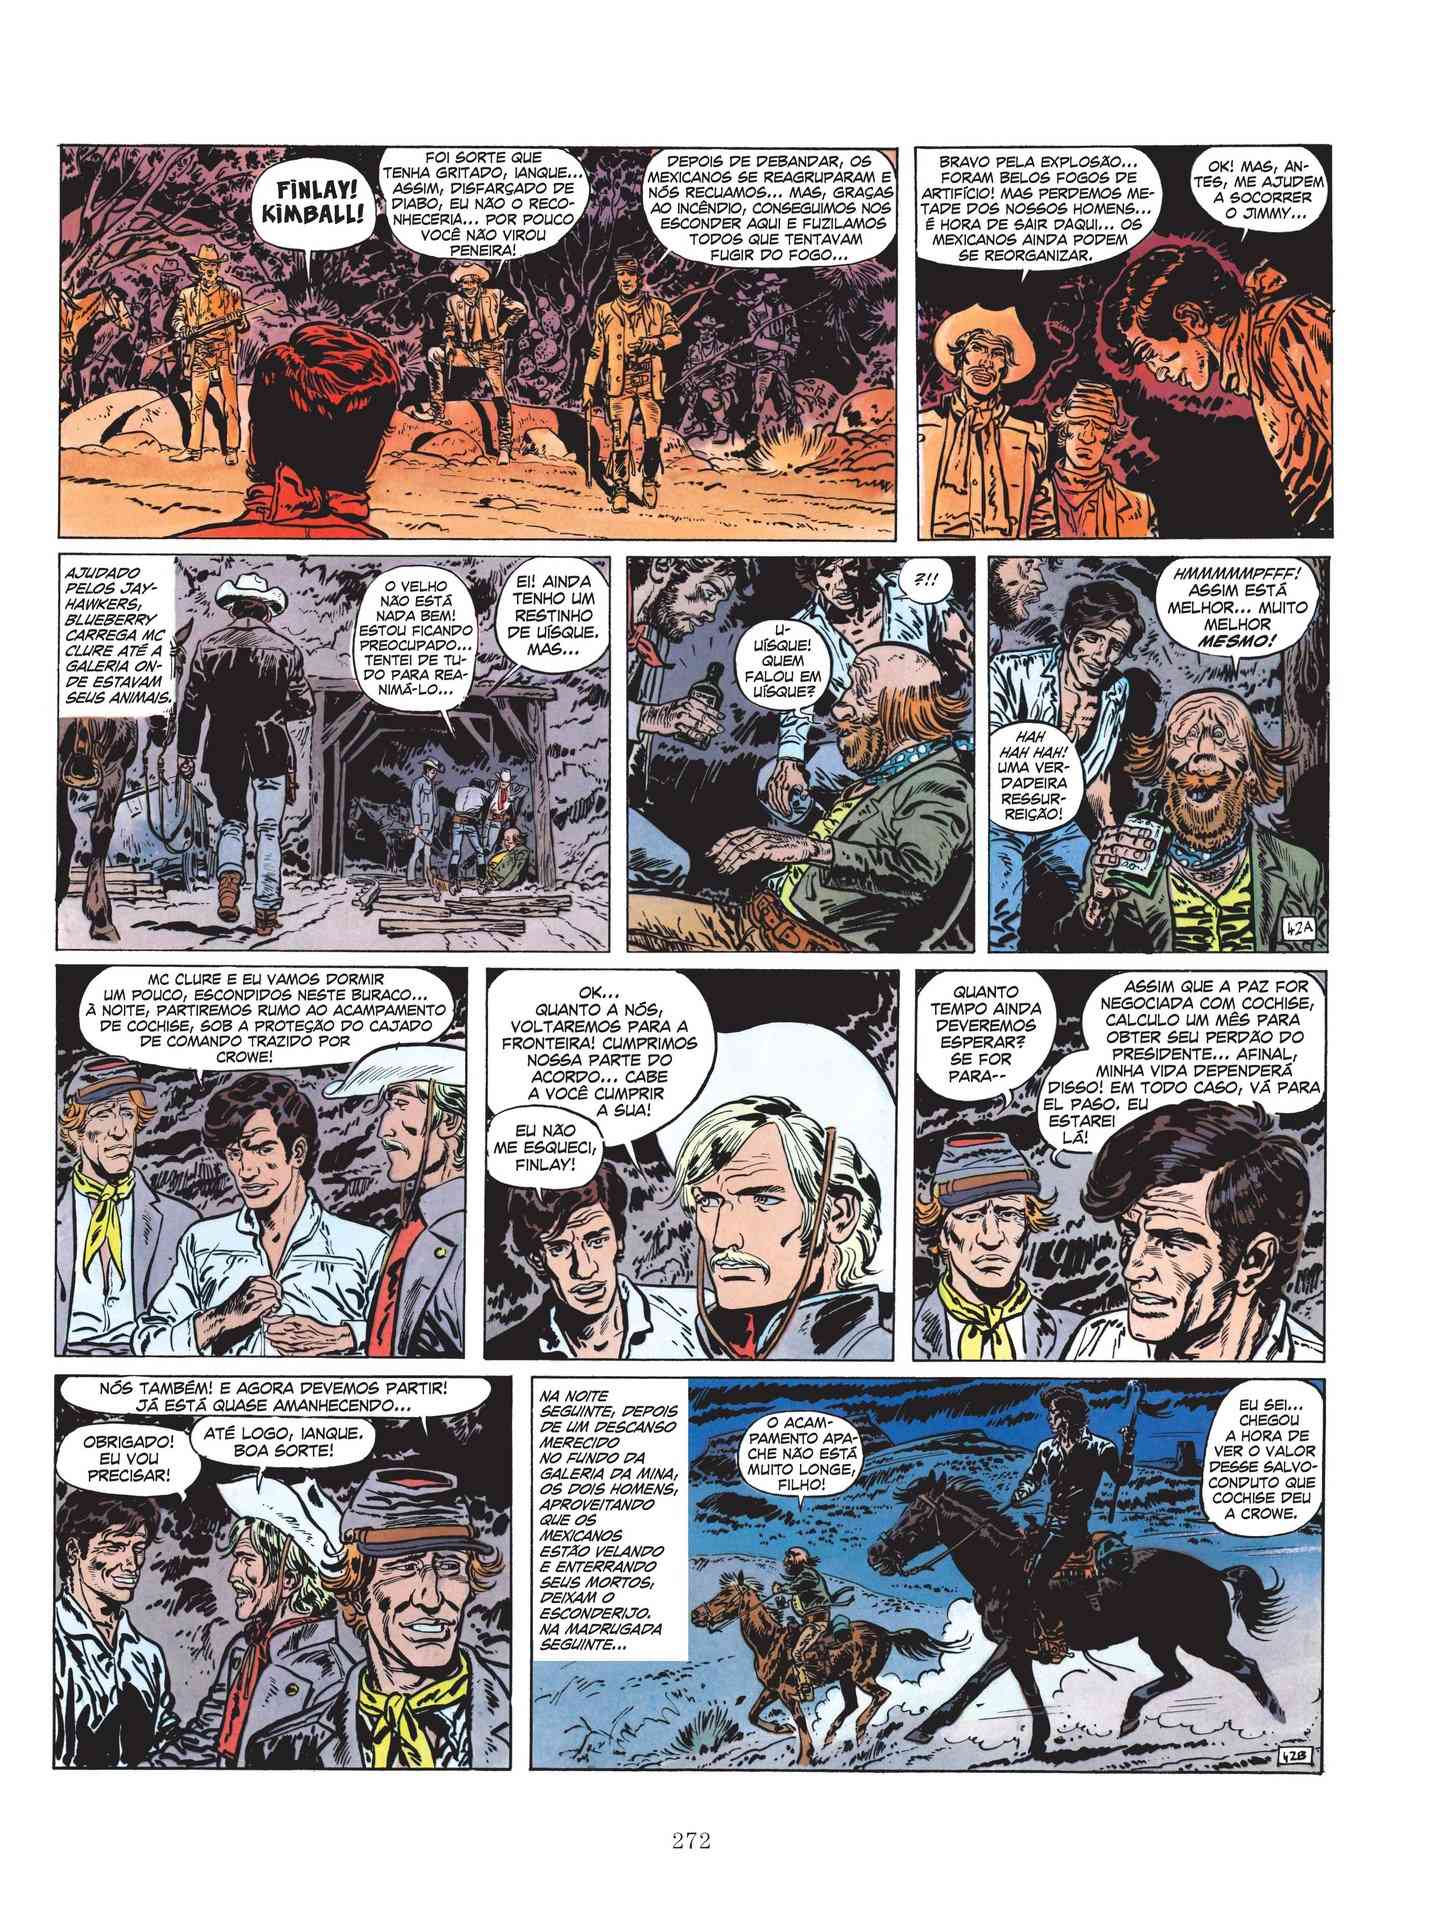 FINLAY!
KIMBALL!
FOI SORTE QUE
TENHA GRITADO, IANQUE...
ASSIM, DISFARÇADO DE
DIABO, EU NÃO O RECO-
NHECERIA... POR POUCO
VOCÊ NÃO VIROU
PENEIRA!
DEPOIS DE DEBANDAR, OS
MEXICANOS SE REAGRUPARAM E
NÓS RECUAMOS... MAS, GRAÇAS
AO INCÊNDIO, CONSEGUIMOS NOS
ESCONDER AQUI E FUZILAMOS
TODOS QUE TENTAVAM
FUGIR DO FOGO...
BRAVO PELA EXPLOSÃO...
FORAM BELOS FOGOS DE
ARTIFÍCIO! MAS PERDEMOS ME-
TADE DOS NOSSOS HOMENS...
É HORA DE SAIR DAQUI... OS
MEXICANOS AINDA PODEM
SE REORGANIZAR.
OK! MAS, AN-
TES, ME AJUDEM
A SOCORRER
O JIMMY...
AJUDADO
PELOS JAY-
HAWKERS,
BLUEBERRY
CARREGA MC
CLURE ATÉ A
GALERIA ON-
DE ESTAVAM
SEUS ANIMAIS.
O VELHO
NÃO ESTÁ
NADA BEM!
ESTOU FICANDO
PREOCUPADO...
TENTEI DE TU-
DO PARA REA-
NIMÁ-LO...
EI! AINDA
TENHO UM
RESTINHO
DE UÍSQUE.
MAS...
?!!
U-
UÍSQUE!
QUEM
FALOU EM
UÍSQUE?
HMMMMMPFFF!
ASSIM ESTÁ
MELHOR... MUITO
MELHOR
MESMO!
HAH
HAH HAH!
UMA VER-
DADEIRA
RESSUR-
REIÇÃO!
42A
MC CLURE E EU VAMOS DORMIR
UM POUCO, ESCONDIDOS NESTE BURACO...
À NOITE, PARTIREMOS RUMO AO ACAMPAMENTO
DE COCHISE, SOB A PROTEÇÃO DO CAJADO
DE COMANDO TRAZIDO POR
CROWE!
OK...
QUANTO A NÓS,
VOLTAREMOS PARA A
FRONTEIRA! CUMPRIMOS
NOSSA PARTE DO
ACORDO... CABE
A VOCÊ CUMPRIR
A SUA!
EU NÃO
ME ESQUECI,
FINLAY!
QUANTO
TEMPO AINDA
DEVEREMOS
ESPERAR?
SE FOR
PARA--
ASSIM QUE A PAZ FOR
NEGOCIADA COM COCHISE,
CALCULO UM MÊS PARA
OBTER SEU PERDÃO DO
PRESIDENTE... AFINAL,
MINHA VIDA DEPENDERÁ
DISSO! EM TODO CASO, VÁ PARA
EL PASO. EU
ESTAREI
LÁ!
NÓS TAMBÉM! E AGORA DEVEMOS PARTIR!
JÁ ESTÁ QUASE AMANHECENDO...
OBRIGADO!
EU VOU
PRECISAR!
ATÉ LOGO, IANQUE.
BOA SORTE!
NA NOITE
SEGUINTE, DEPOIS
DE UM DESCANSO
MERECIDO
NO FUNDO DA
GALERIA DA MINA,
OS DOIS HOMENS,
APROVEITANDO
QUE OS
MEXICANOS
ESTÃO VELANDO
E ENTERRANDO
SEUS MORTOS,
DEIXAM O
ESCONDERIJO.
NA MADRUGADA
SEGUINTE...
O ACAM-
PAMENTO APA-
CHE NÃO ESTÁ
MUITO LONGE,
FILHO!
EU SEI...
CHEGOU
A HORA DE
VER O VALOR
DESSE SALVO-
CONDUTO QUE
COCHISE DEU
A CROWE.
42B
272